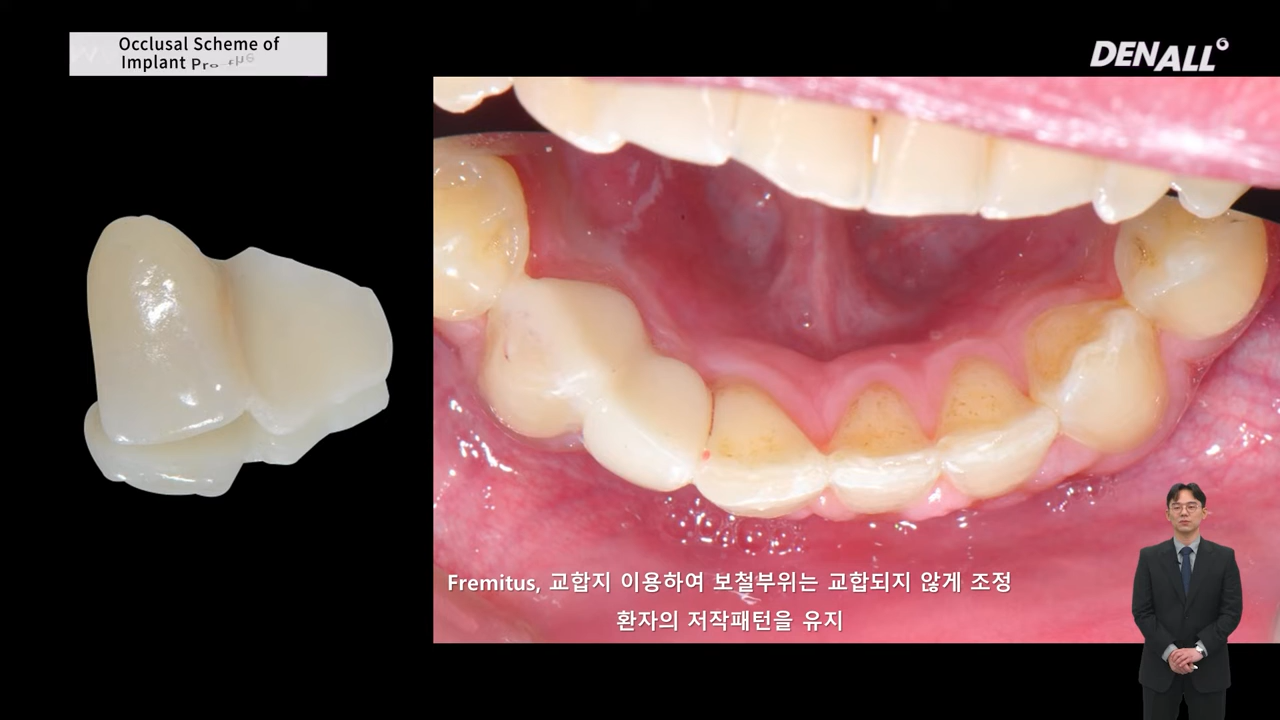 Occlusal Scheme of
Implant
DENALL
Fremitus, 교합지 이용하여 보철부위는 교합되지 않게 조정
환자의 저작패턴을 유지